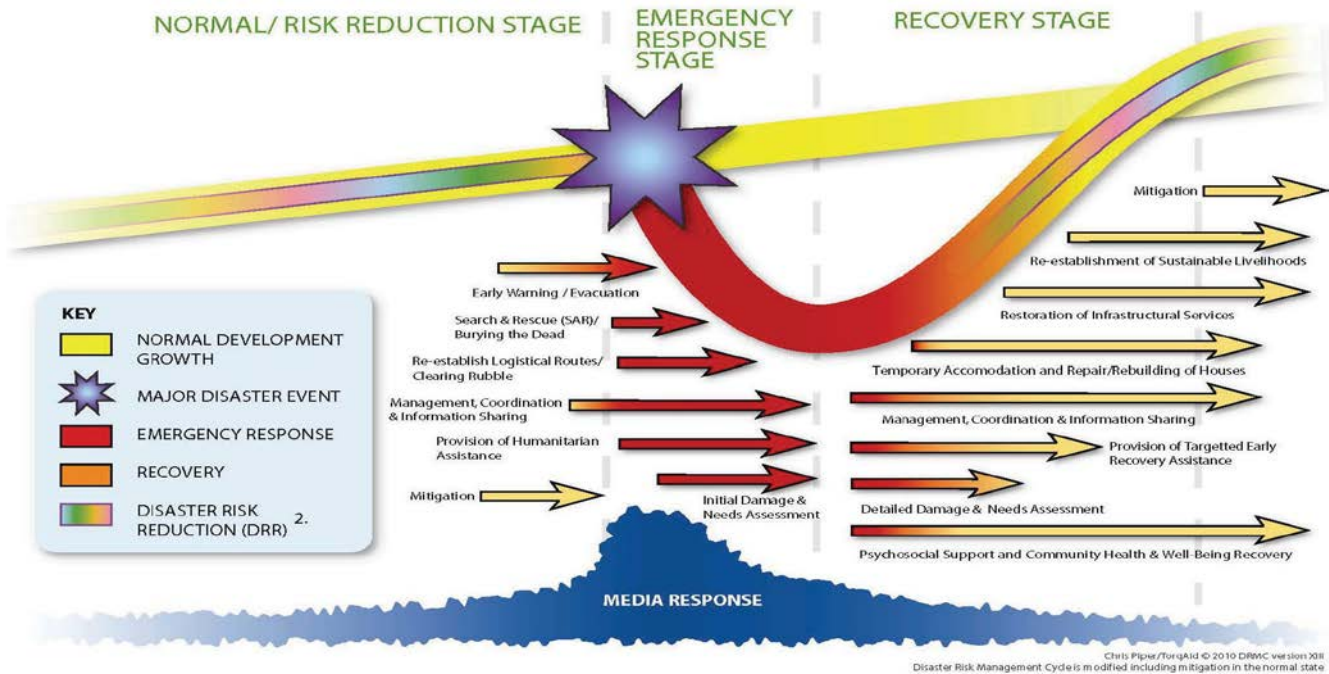 NORMAL/ RISK REDUCTION STAGE
EMERGENCY
RESPONSE
STAGE
RECOVERY STAGE
Mitigation
Re-establishment of Sustainable Livelihoods
Restoration of Infrastructural Services
Early Warning / Evacuation
Search & Rescue (SAR)/
Burying the Dead
Re-establish Logistical Routes/
Clearing Rubble
Temporary Accomodation and Repair/Rebuilding of Houses
Management, Coordination
& Information Sharing
Management, Coordination & Information Sharing
Provision of Humanitarian
Assistance
Provision of Targetted Early
Recovery Assistance
Mitigation
Initial Damage &
Needs Assessment
Detailed Damage & Needs Assessment
Psychosocial Support and Community Health & Well-Being Recovery
KEY
NORMAL DEVELOPMENT
GROWTH
MAJOR DISASTER EVENT
EMERGENCY RESPONSE
RECOVERY
DISASTER RISK
REDUCTION (DRR) 2.
MEDIA RESPONSE
Chris Piper/TorqAid © 2010 DRMC version XIII
Disaster Risk Management Cycle is modified including mitigation in the normal state